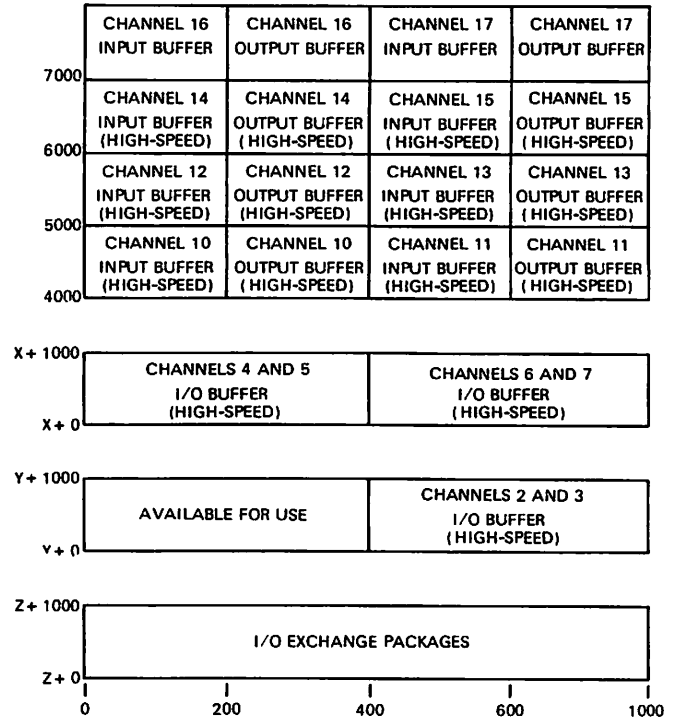 CHANNEL 16 CHANNEL 16 CHANNEL 17 CHANNEL 17
INPUT BUFFER OUTPUT BUFFER INPUT BUFFER OUTPUT BUFFER
7000
CHANNEL 14 CHANNEL 14 CHANNEL 15 CHANNEL 15
INPUT BUFFER OUTPUT BUFFER INPUT BUFFER OUTPUT BUFFER
(HIGH-SPEED) (HIGH-SPEED) (HIGH-SPEED) (HIGH-SPEED)
6000
CHANNEL 12 CHANNEL 12 CHANNEL 13 CHANNEL 13
INPUT BUFFER OUTPUT BUFFER INPUT BUFFER OUTPUT BUFFER
(HIGH-SPEED) (HIGH-SPEED) (HIGH-SPEED) (HIGH-SPEED)
5000
CHANNEL 10 CHANNEL 10 CHANNEL 11 CHANNEL 11
INPUT BUFFER OUTPUT BUFFER INPUT BUFFER OUTPUT BUFFER
(HIGH-SPEED) (HIGH-SPEED) (HIGH-SPEED) (HIGH-SPEED)
4000
X + 1000
CHANNELS 4 AND 5 CHANNELS 6 AND 7
I/O BUFFER I/O BUFFER
(HIGH-SPEED) (HIGH-SPEED)
X + 0
Y + 1000
CHANNELS 2 AND 3
AVAILABLE FOR USE I/O BUFFER
(HIGH-SPEED)
Y + 0
Z + 1000
I/O EXCHANGE PACKAGES
Z + 0
0 200 400 600 1000